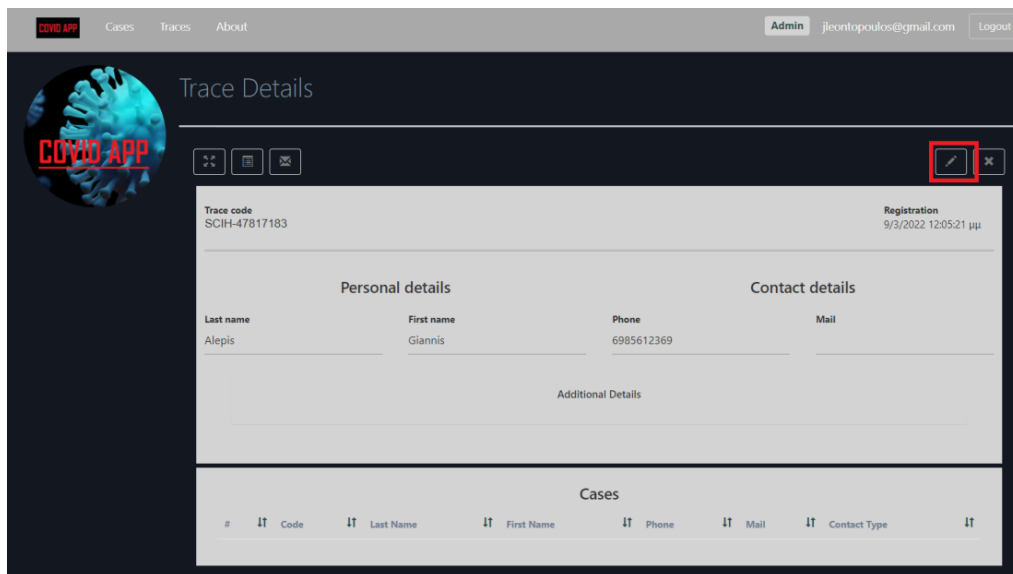 COVID APP Cases Traces About Admin jleontopoulos@gmail.com Logout
Trace Details
COVID APP
Trace code Registration
SCIH-47817183 9/3/2022 12:05:21 μμ
Personal details Contact details
Last name First name Phone Mail
Alepis Giannis 6985612369
Additional Details
Cases
# Code Last Name First Name Phone Mail Contact Type